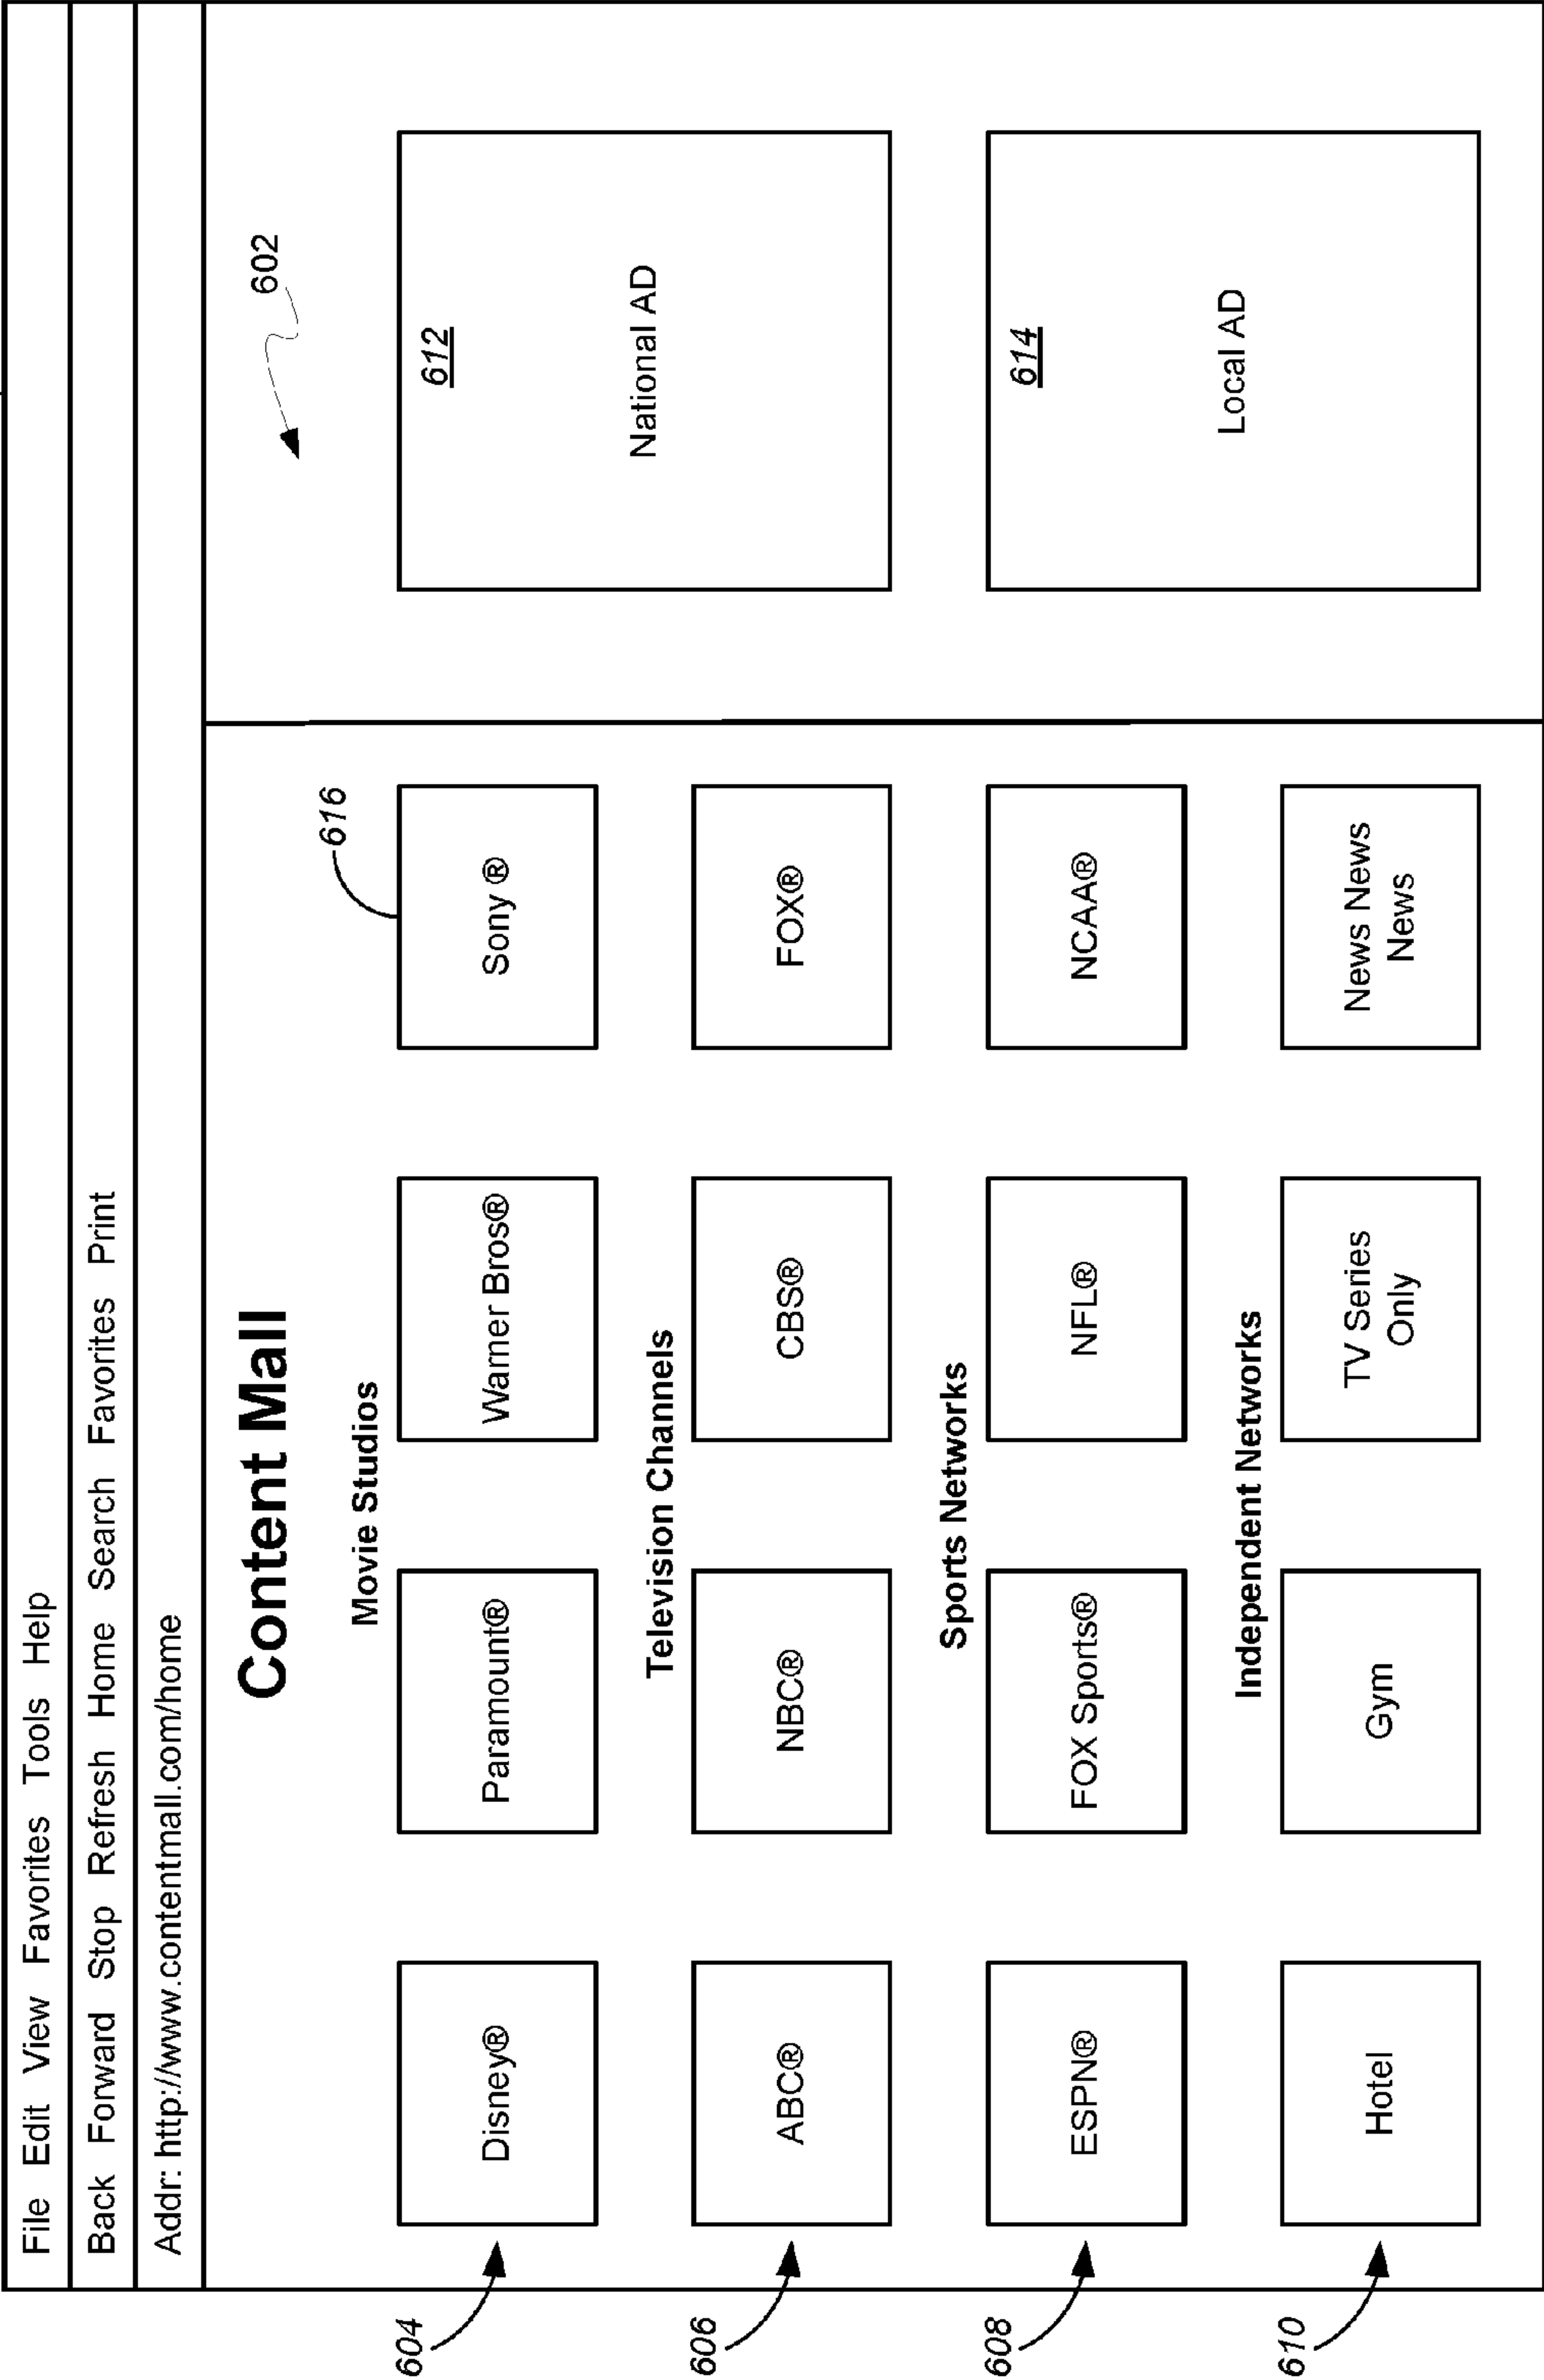 File Edit View Favorites Tools Help
Back Forward Stop Refresh Home Search Favorites Print
Addr: http://www.contentmall.com/home
Content Mall
602
Movie Studios
616
604
Disney®
Paramount®
Warner Bros®
Sony ®
612
National AD
Television Channels
606
ABC®
NBC®
CBS®
FOX®
Sports Networks
608
ESPN®
FOX Sports®
NFL®
NCAA®
614
Local AD
Independent Networks
610
Hotel
Gym
TV Series
Only
News News
News